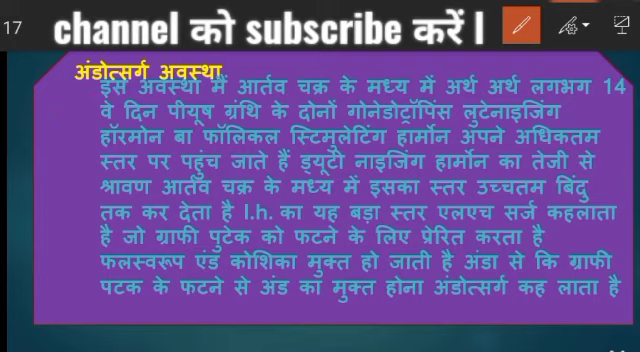 17
channel को subscribe करें l
अंडोत्सर्ग अवस्था
इस अवस्था में आर्तव चक्र के मध्य में अर्थ अर्थ लगभग 14
वे दिन पीयूष ग्रंथि के दोनों गोनेडोट्रॉपिंस लुटेनाइजिंग
हॉरमोन बा फॉलिकल स्टिमुलेटिंग हार्मोन अपने अधिकतम
स्तर पर पहुंच जाते हैं ड्यूटी नाइजिंग हार्मोन का तेजी से
श्रावण आर्तव चक्र के मध्य में इसका स्तर उच्चतम बिंदु
तक कर देता है l.h. का यह बड़ा स्तर एलएच सर्ज कहलाता
है जो ग्राफी पुटेक को फटने के लिए प्रेरित करता है
फलस्वरूप एंड कोशिका मुक्त हो जाती है अंडा से कि ग्राफी
पटक के फटने से अंड का मुक्त होना अंडोत्सर्ग कह लाता है